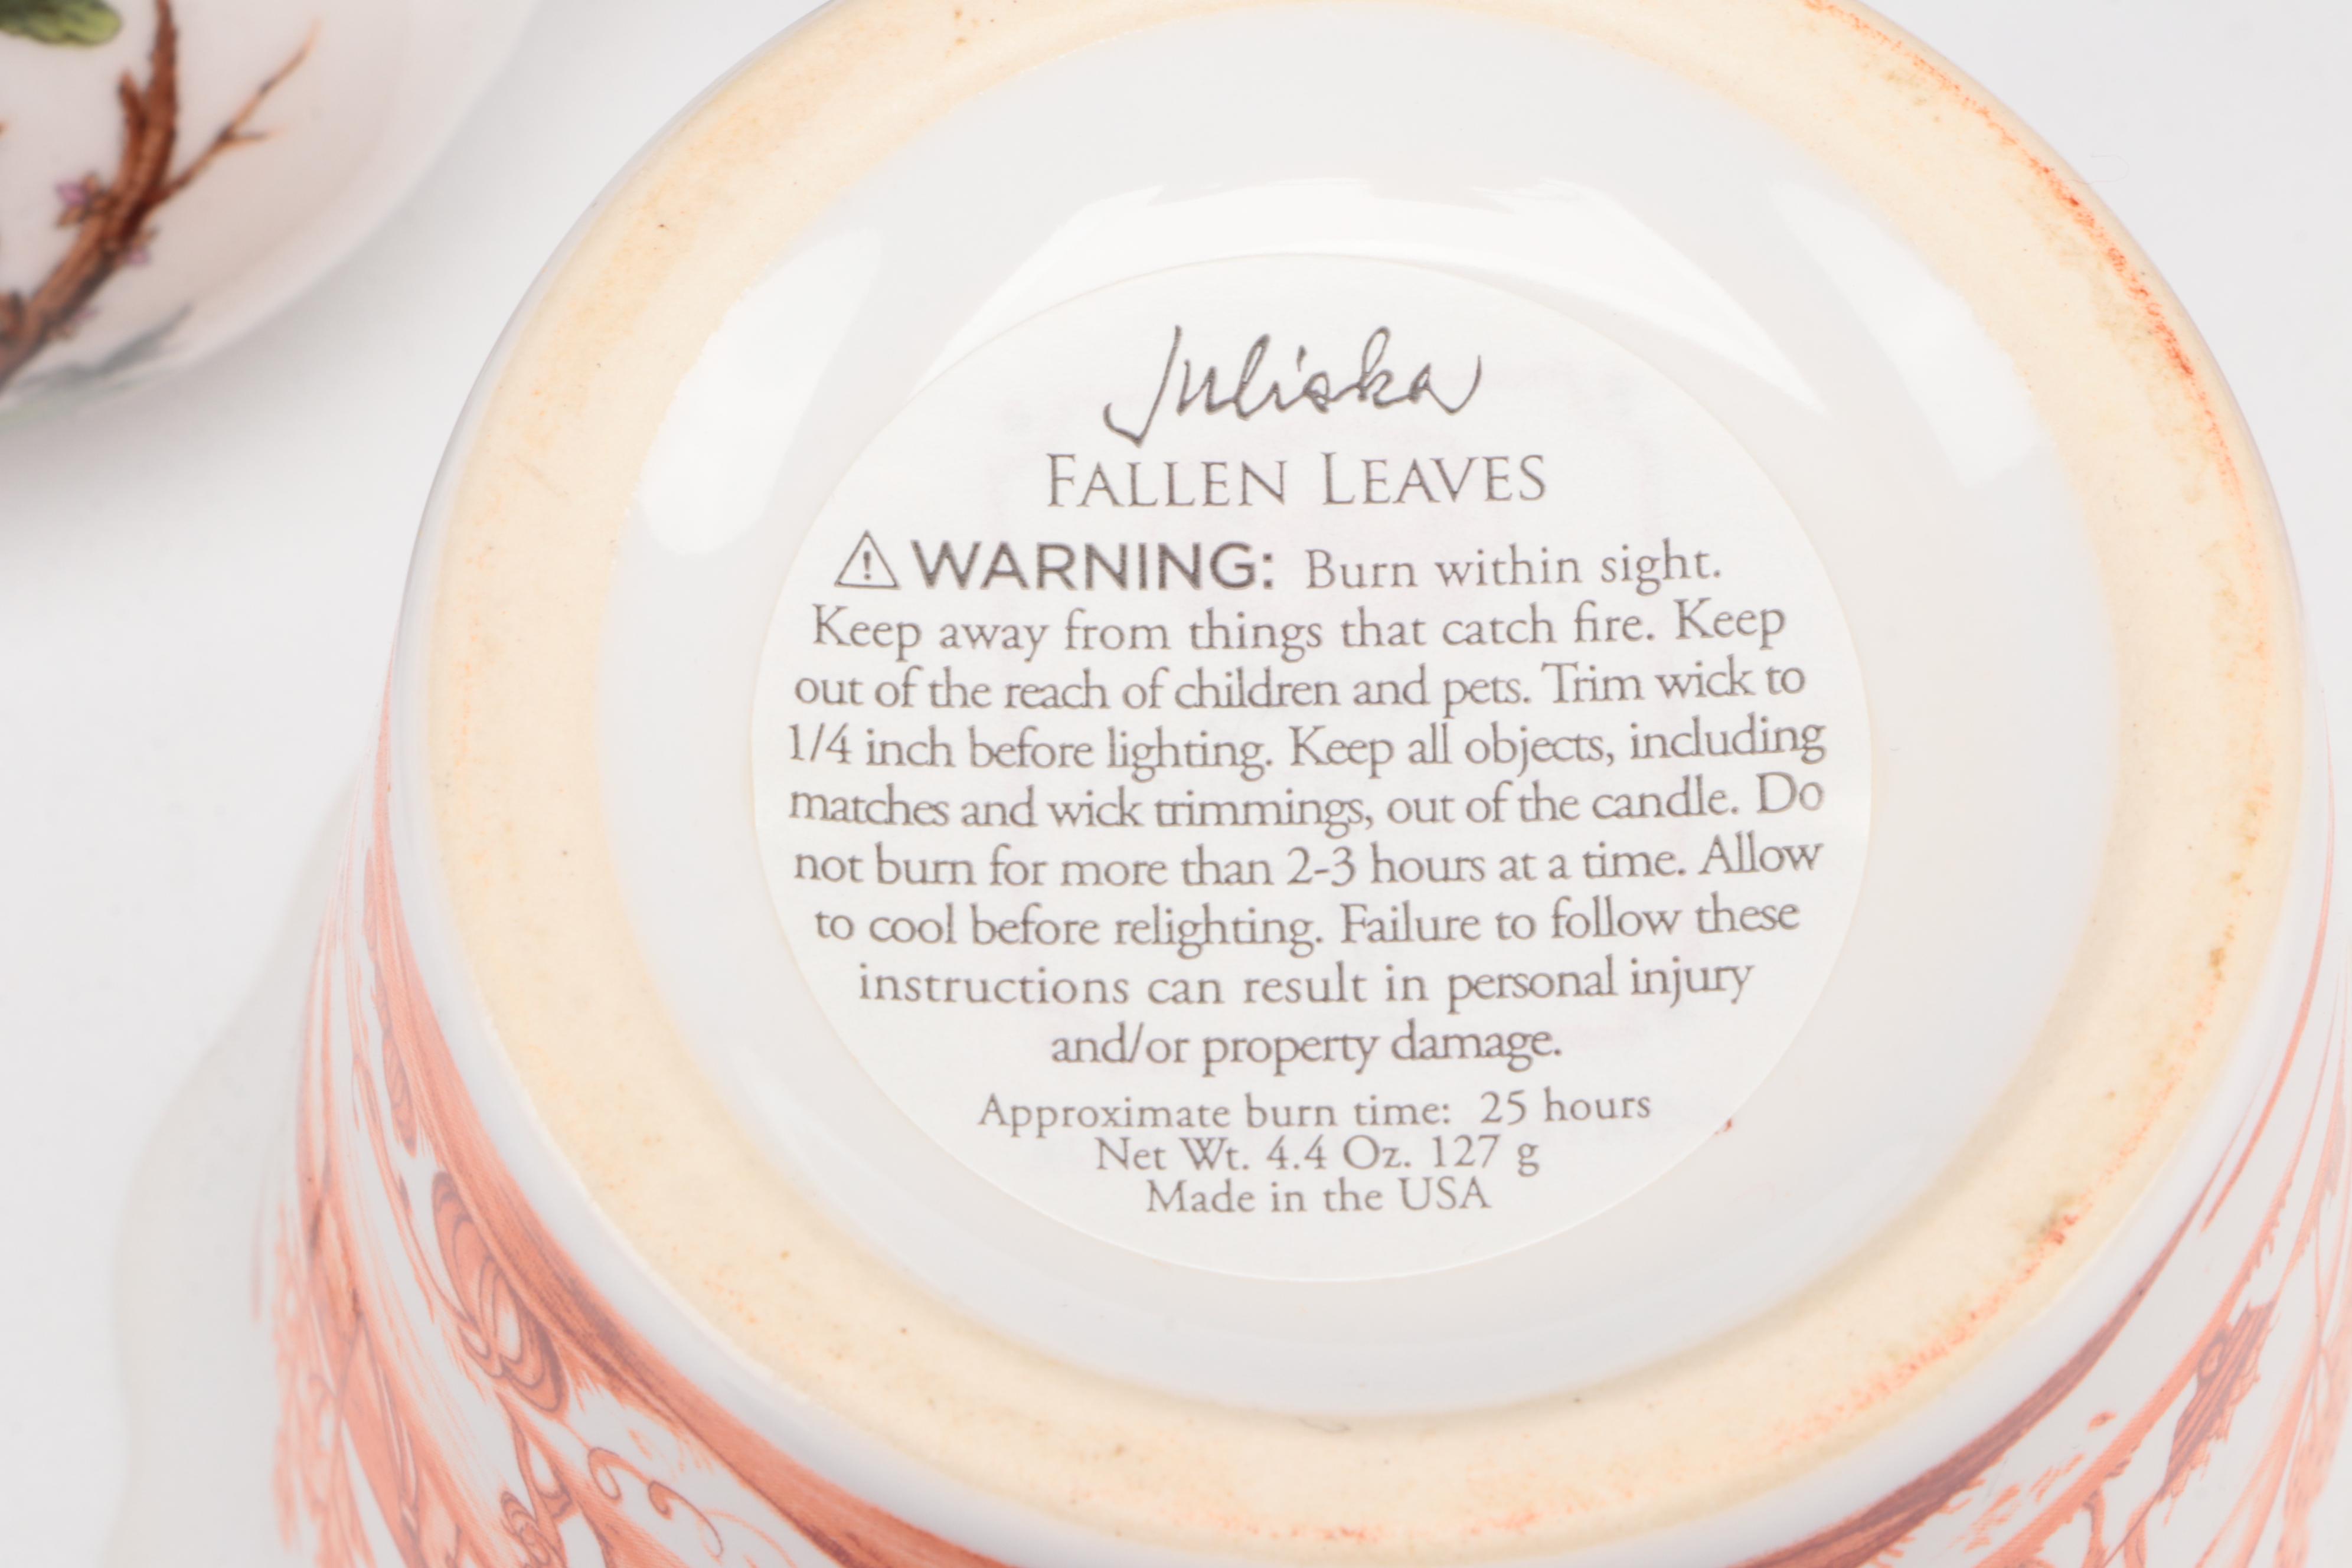 Juliska
FALLEN LEAVES
⚠ WARNING: Burn within sight.
Keep away from things that catch fire. Keep
out of the reach of children and pets. Trim wick to
1/4 inch before lighting. Keep all objects, including
matches and wick trimmings, out of the candle. Do
not burn for more than 2-3 hours at a time. Allow
to cool before relighting. Failure to follow these
instructions can result in personal injury
and/or property damage.
Approximate burn time: 25 hours
Net Wt. 4.4 Oz. 127 g
Made in the USA